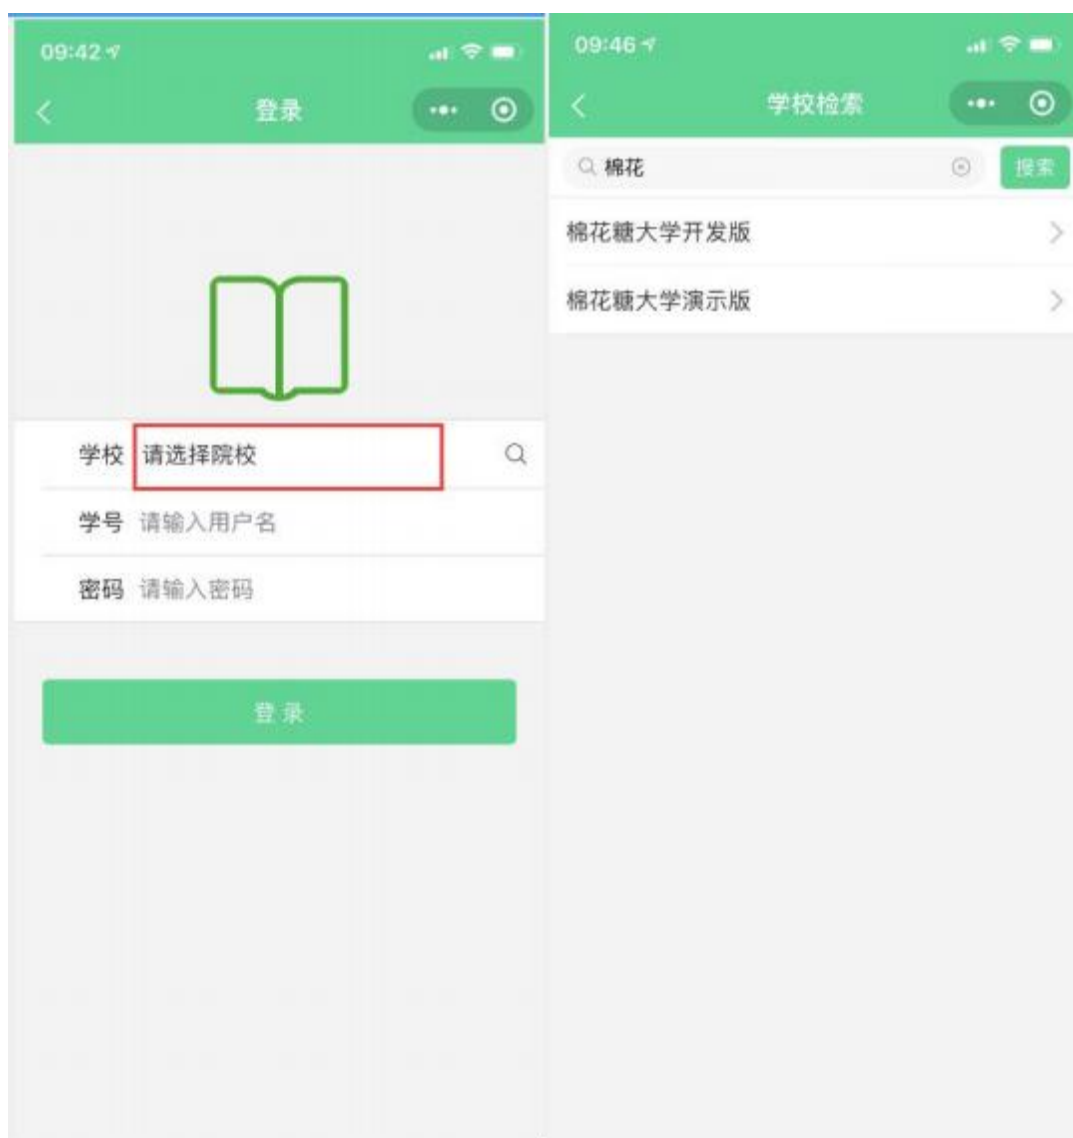 09:42
登录
学校 请选择院校
学号 请输入用户名
密码 请输入密码
登录
09:46
学校检索
棉花
搜索
棉花糖大学开发版
棉花糖大学演示版